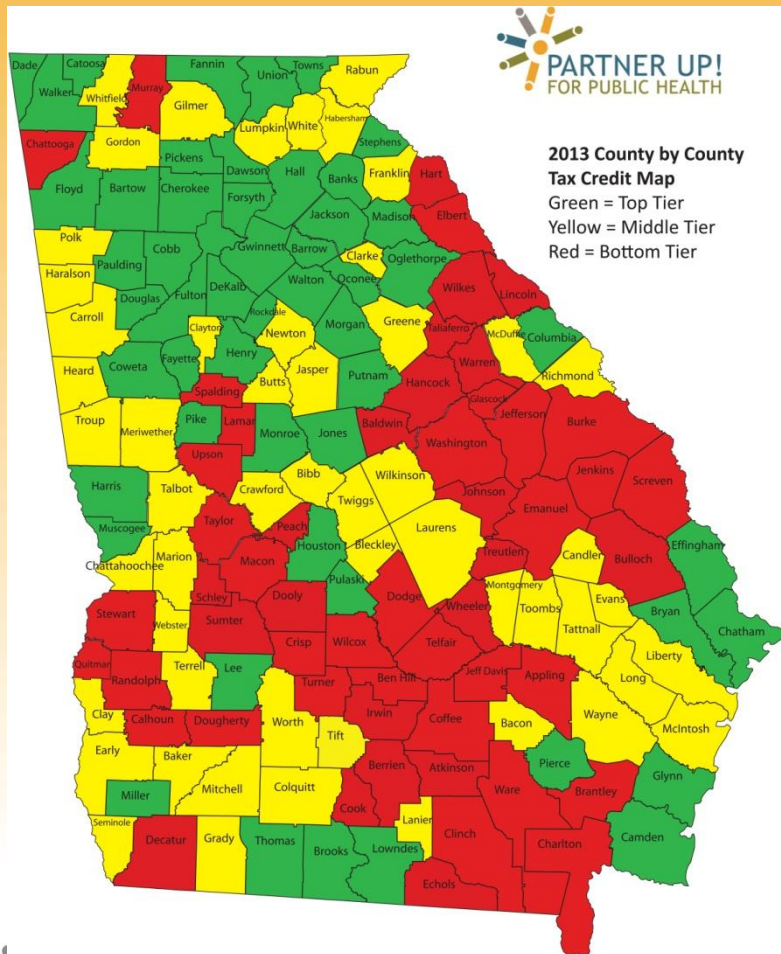 PARTNER UP!
FOR PUBLIC HEALTH
2013 County by County
Tax Credit Map
Green = Top Tier
Yellow = Middle Tier
Red = Bottom Tier
Dade
Catoosa
Walker
Whitfield
Murray
Fannin
Gilmer
Union
Towns
Rabun
Lumpkin
White
Habersham
Stephens
Chattooga
Gordon
Pickens
Dawson
Hall
Banks
Franklin
Hart
Floyd
Bartow
Cherokee
Forsyth
Jackson
Madison
Elbert
Polk
Paulding
Cobb
Gwinnett
Barrow
Clarke
Oglethorpe
Wilkes
Lincoln
Haralson
Douglas
Fulton
DeKalb
Walton
Oconee
Carroll
Rockdale
Newton
Morgan
Greene
Taliaferro
McDuffie
Columbia
Clayton
Heard
Coweta
Fayette
Henry
Butts
Jasper
Putnam
Hancock
Warren
Richmond
Spalding
Glascock
Troup
Meriwether
Pike
Lamar
Monroe
Jones
Baldwin
Jefferson
Burke
Upson
Washington
Harris
Talbot
Crawford
Bibb
Twiggs
Wilkinson
Johnson
Jenkins
Screven
Emanuel
Muscogee
Taylor
Peach
Houston
Bleckley
Laurens
Treutlen
Candler
Bulloch
Effingham
Chattahoochee
Marion
Macon
Pulaski
Dodge
Wheeler
Montgomery
Toombs
Evans
Tattnall
Bryan
Chatham
Stewart
Webster
Schley
Sumter
Dooly
Crisp
Wilcox
Telfair
Jeff Davis
Appling
Long
Liberty
Quitman
Randolph
Terrell
Lee
Turner
Ben Hill
Irwin
Coffee
Bacon
Wayne
McIntosh
Clay
Calhoun
Dougherty
Worth
Tift
Early
Baker
Mitchell
Colquitt
Berrien
Atkinson
Ware
Pierce
Brantley
Glynn
Miller
Cook
Lanier
Clinch
Charlton
Camden
Seminole
Decatur
Grady
Thomas
Brooks
Lowndes
Echols